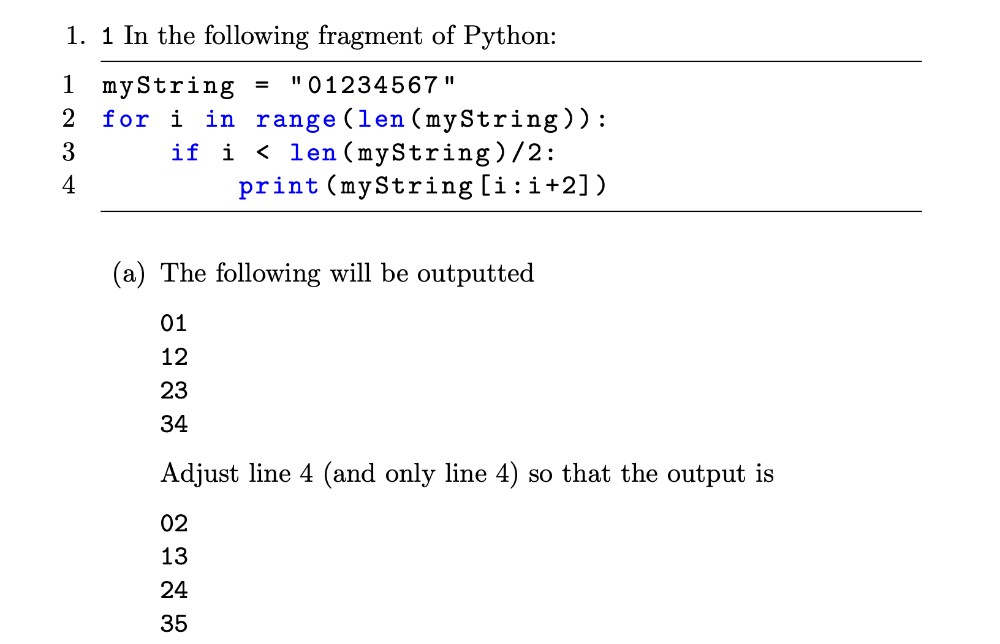 1. 1 In the following fragment of Python:
1 myString = "01234567"
2 for i in range(len(myString)):
3     if i < len(myString)/2:
4         print(myString[i:i+2])
(a) The following will be outputted
01
12
23
34
Adjust line 4 (and only line 4) so that the output is
02
13
24
35